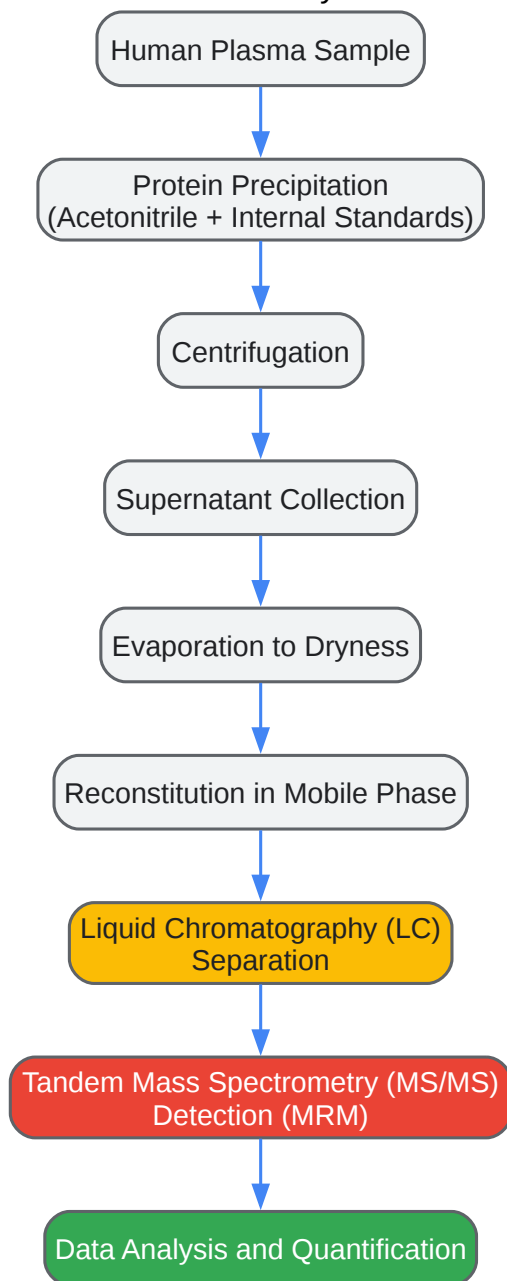 Human Plasma Sample
Protein Precipitation
(Acetonitrile + Internal Standards)
Centrifugation
Supernatant Collection
Evaporation to Dryness
Reconstitution in Mobile Phase
Liquid Chromatography (LC)
Separation
Tandem Mass Spectrometry (MS/MS)
Detection (MRM)
Data Analysis and Quantification